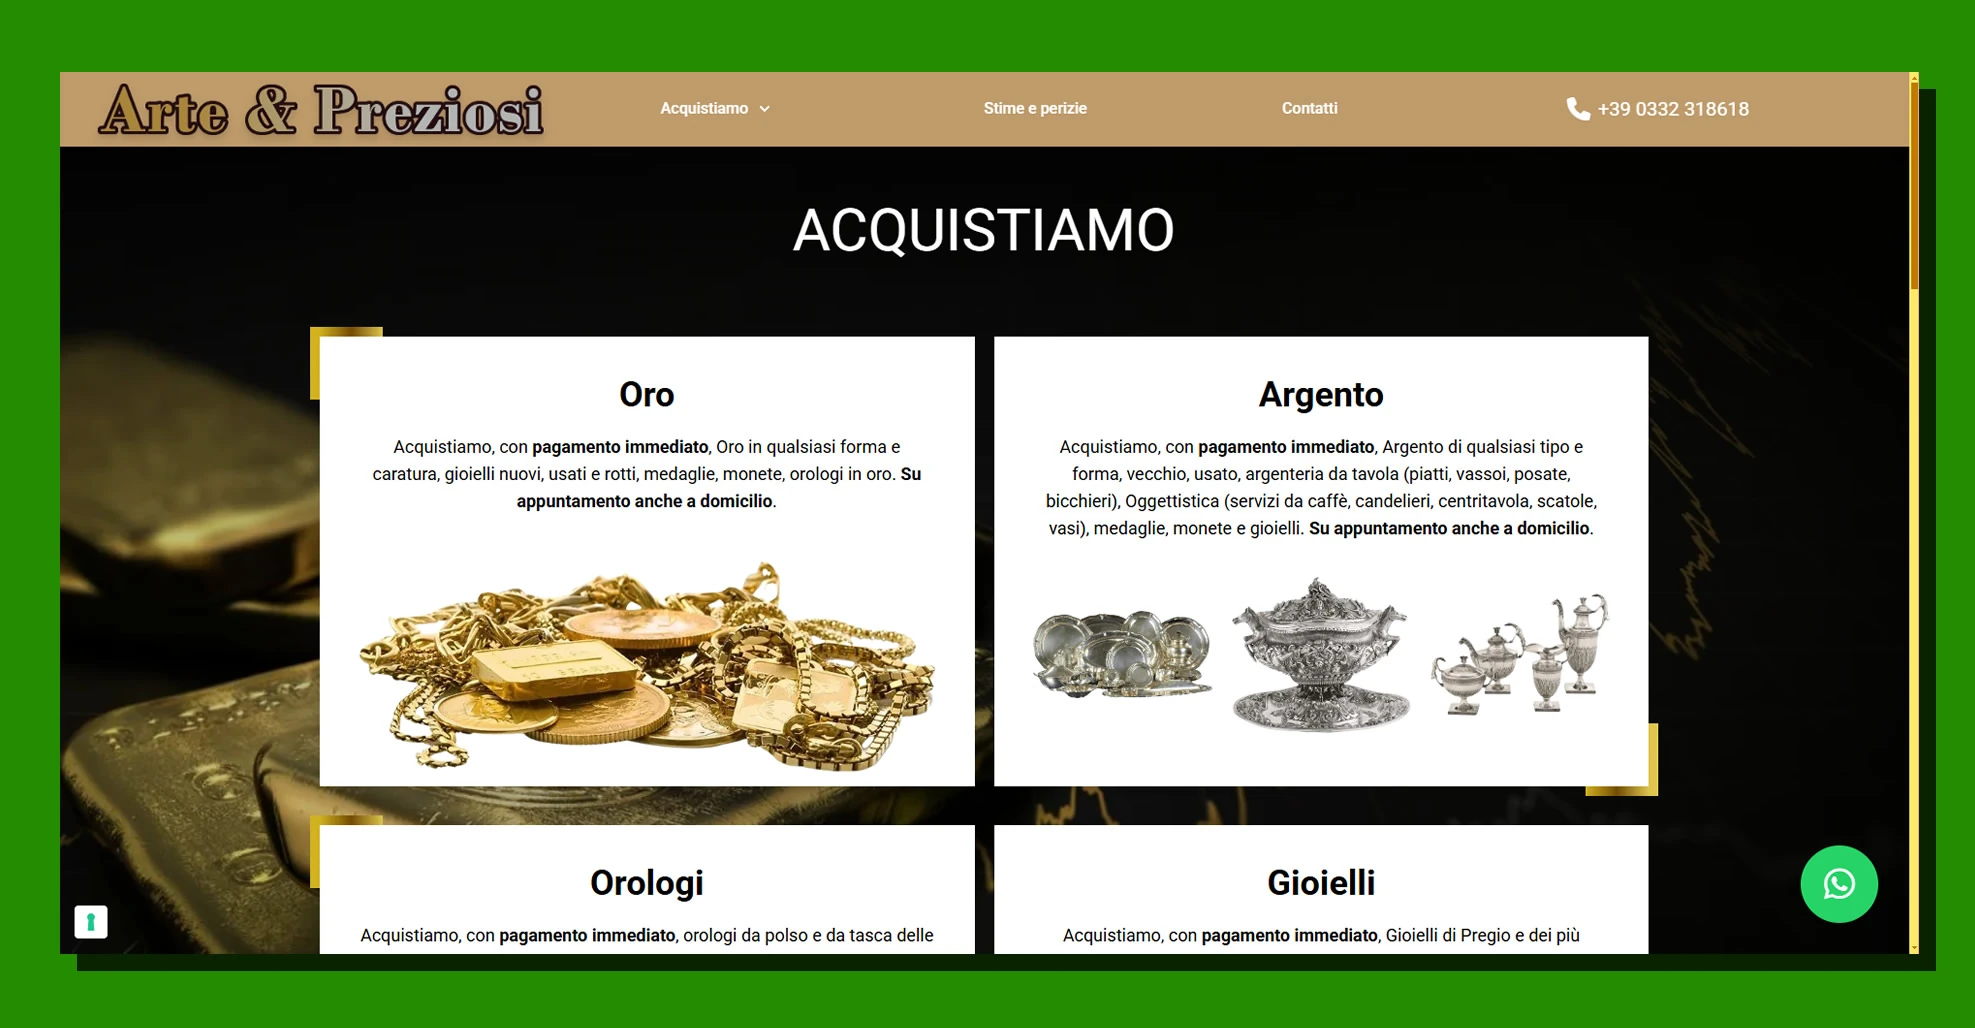 Arte & Preziosi
Acquistiamo
Stime e perizie
Contatti
+39 0332 318618
ACQUISTIAMO
Oro
Acquistiamo, con pagamento immediato, Oro in qualsiasi forma e
caratura, gioielli nuovi, usati e rotti, medaglie, monete, orologi in oro. Su
appuntamento anche a domicilio.
Argento
Acquistiamo, con pagamento immediato, Argento di qualsiasi tipo e
forma, vecchio, usato, argenteria da tavola (piatti, vassoi, posate,
bicchieri), Oggettistica (servizi da caffè, candelieri, centritavola, scatole,
vasi), medaglie, monete e gioielli. Su appuntamento anche a domicilio.
Orologi
Acquistiamo, con pagamento immediato, orologi da polso e da tasca delle
Gioielli
Acquistiamo, con pagamento immediato, Gioielli di Pregio e dei più